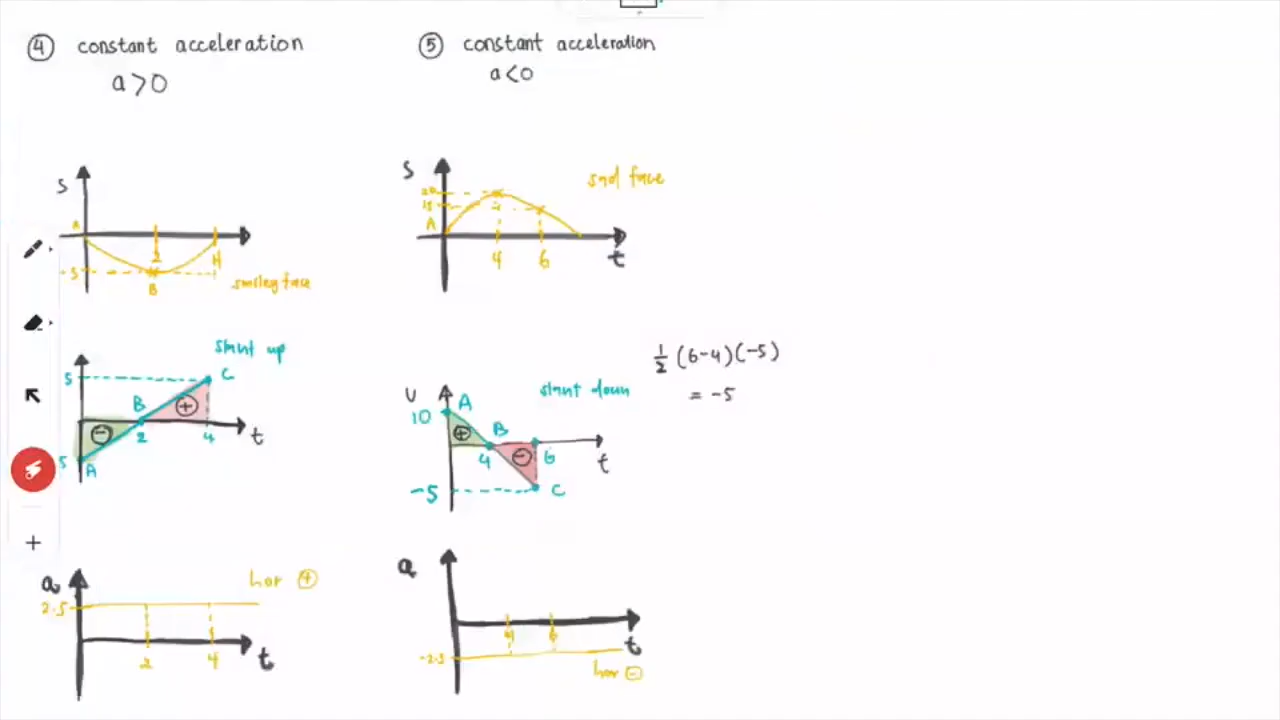 ④ constant acceleration
a>0
S
A
2
4
-5
B
smiley face
slant up
5
C
B
+
−
2
4
t
5
A
a
hor ⊕
2.5
2
4
t
⑤ constant acceleration
a<0
S
sad face
20
15
A
4
6
t
1/2 (6-4)(-5)
= -5
U
slant down
10
A
+
B
4
−
6
t
-5
C
a
4
6
t
-2.5
hor ⊖